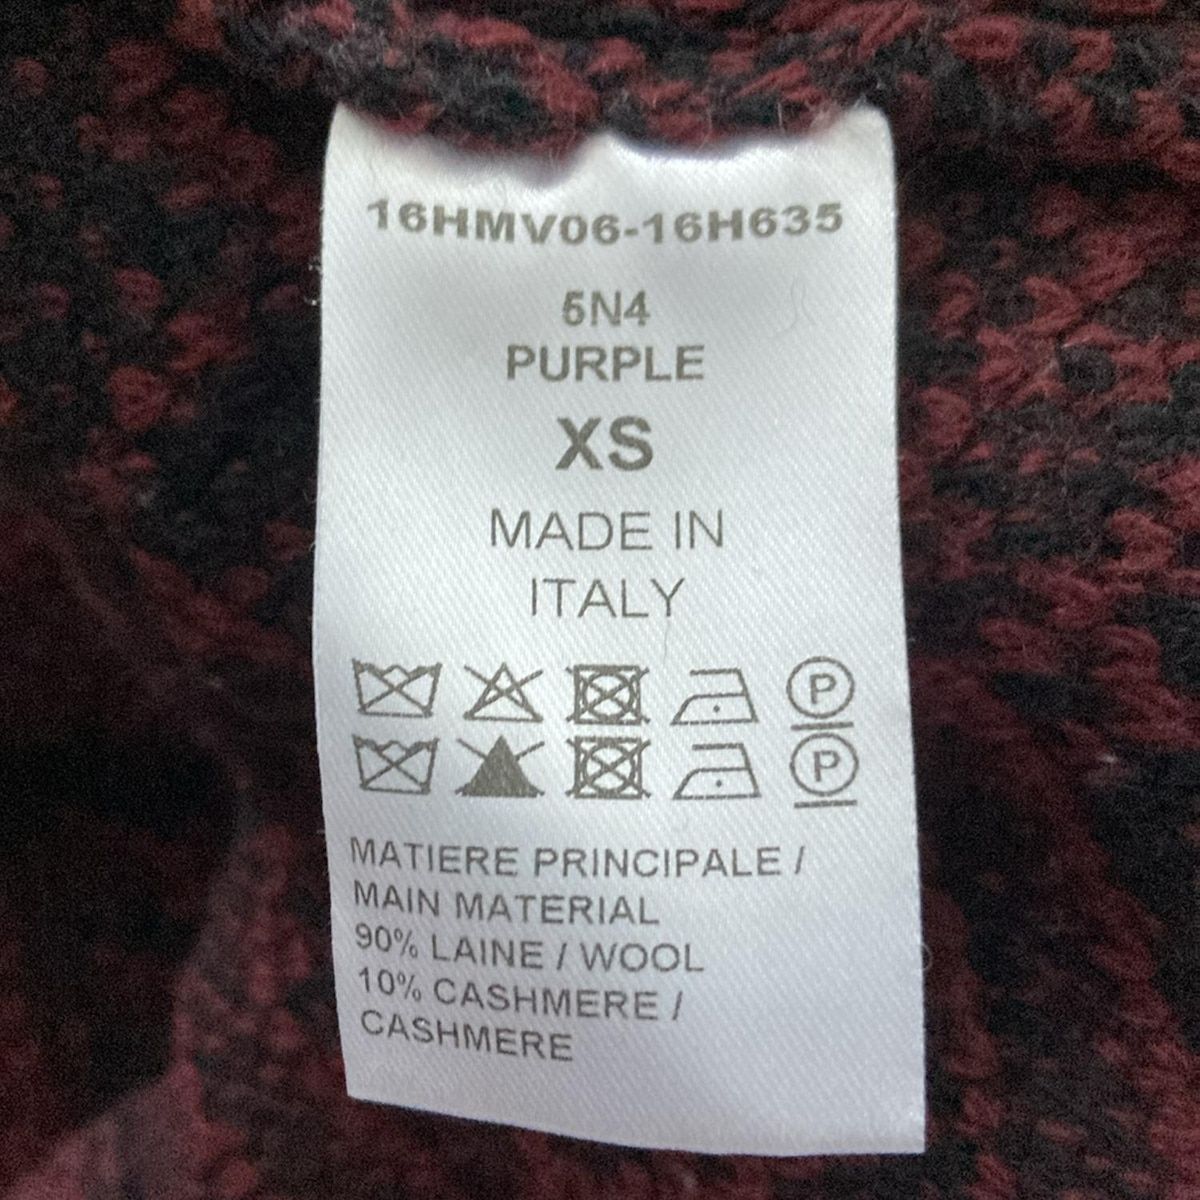 16HMV06-16H635
5N4
PURPLE
XS
MADE IN
ITALY
P
P
MATIERE PRINCIPALE /
MAIN MATERIAL
90% LAINE / WOOL
10% CASHMERE /
CASHMERE